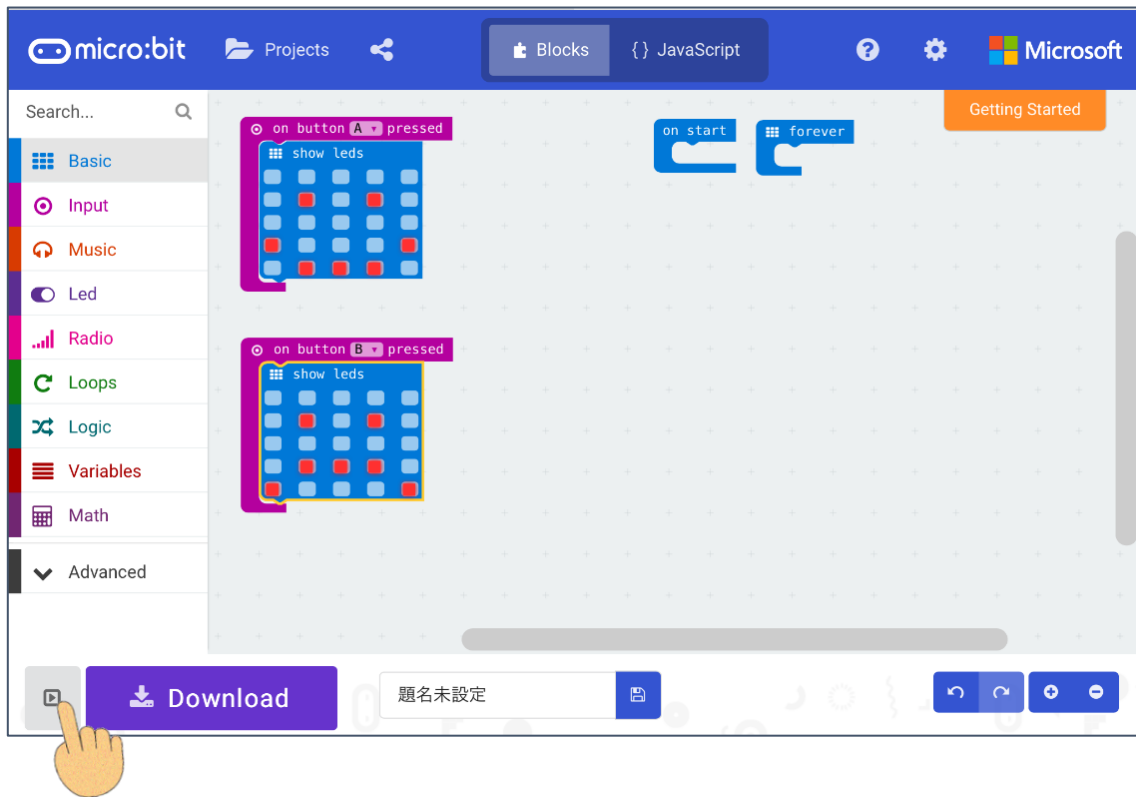 micro:bit Projects Blocks {} JavaScript ? Microsoft
Search... Getting Started
Basic
Input
Music
Led
Radio
Loops
Logic
Variables
Math
Advanced
on button A pressed
show leds
on button B pressed
show leds
on start
forever
Download 題名未設定